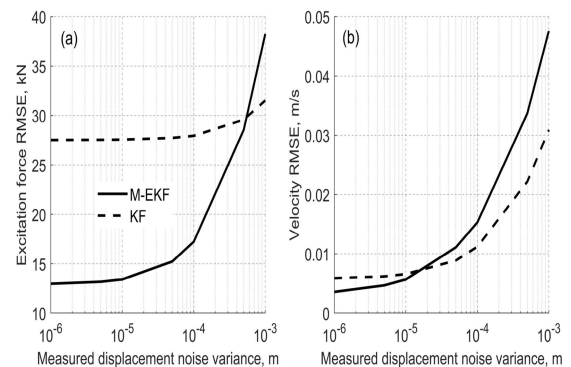 (a)
Excitation force RMSE, kN
40
35
30
25
20
15
10
M-EKF
KF
10-6
10-5
10-4
10-3
Measured displacement noise variance, m
(b)
Velocity RMSE, m/s
0.05
0.04
0.03
0.02
0.01
0
10-6
10-5
10-4
10-3
Measured displacement noise variance, m